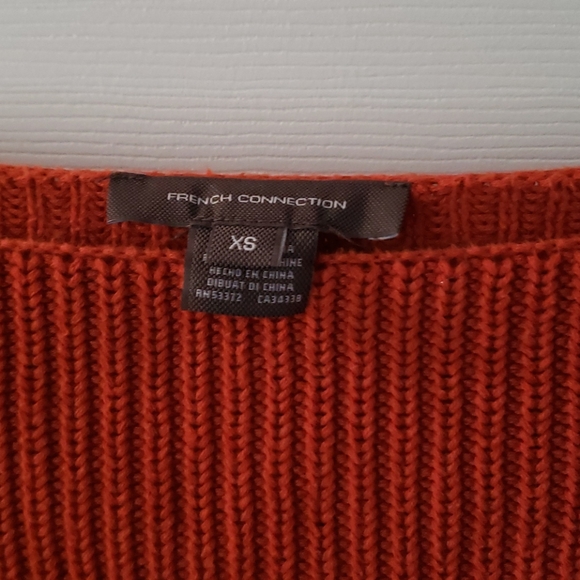 FRENCH CONNECTION
XS
HECHO EN CHINA
DIBUAT DI CHINA
RN53372 CA34338